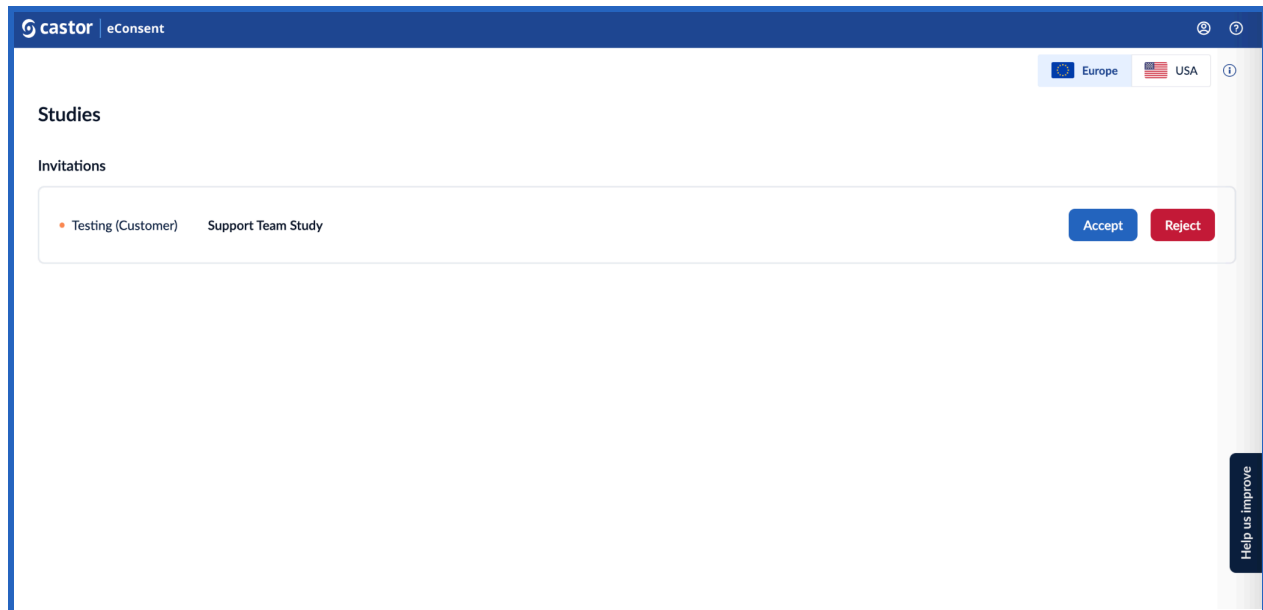 castor eConsent
Europe USA
Studies
Invitations
Testing (Customer) Support Team Study Accept Reject
Help us improve